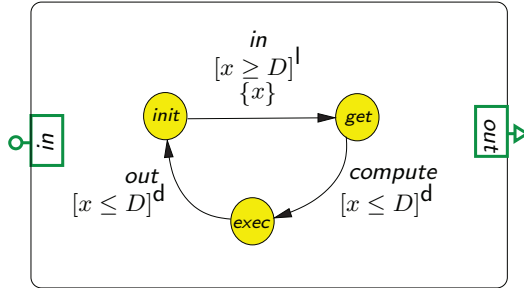 in
[x ≥ D]^l
{x}
init
get
in
out
out
[x ≤ D]^d
compute
[x ≤ D]^d
exec